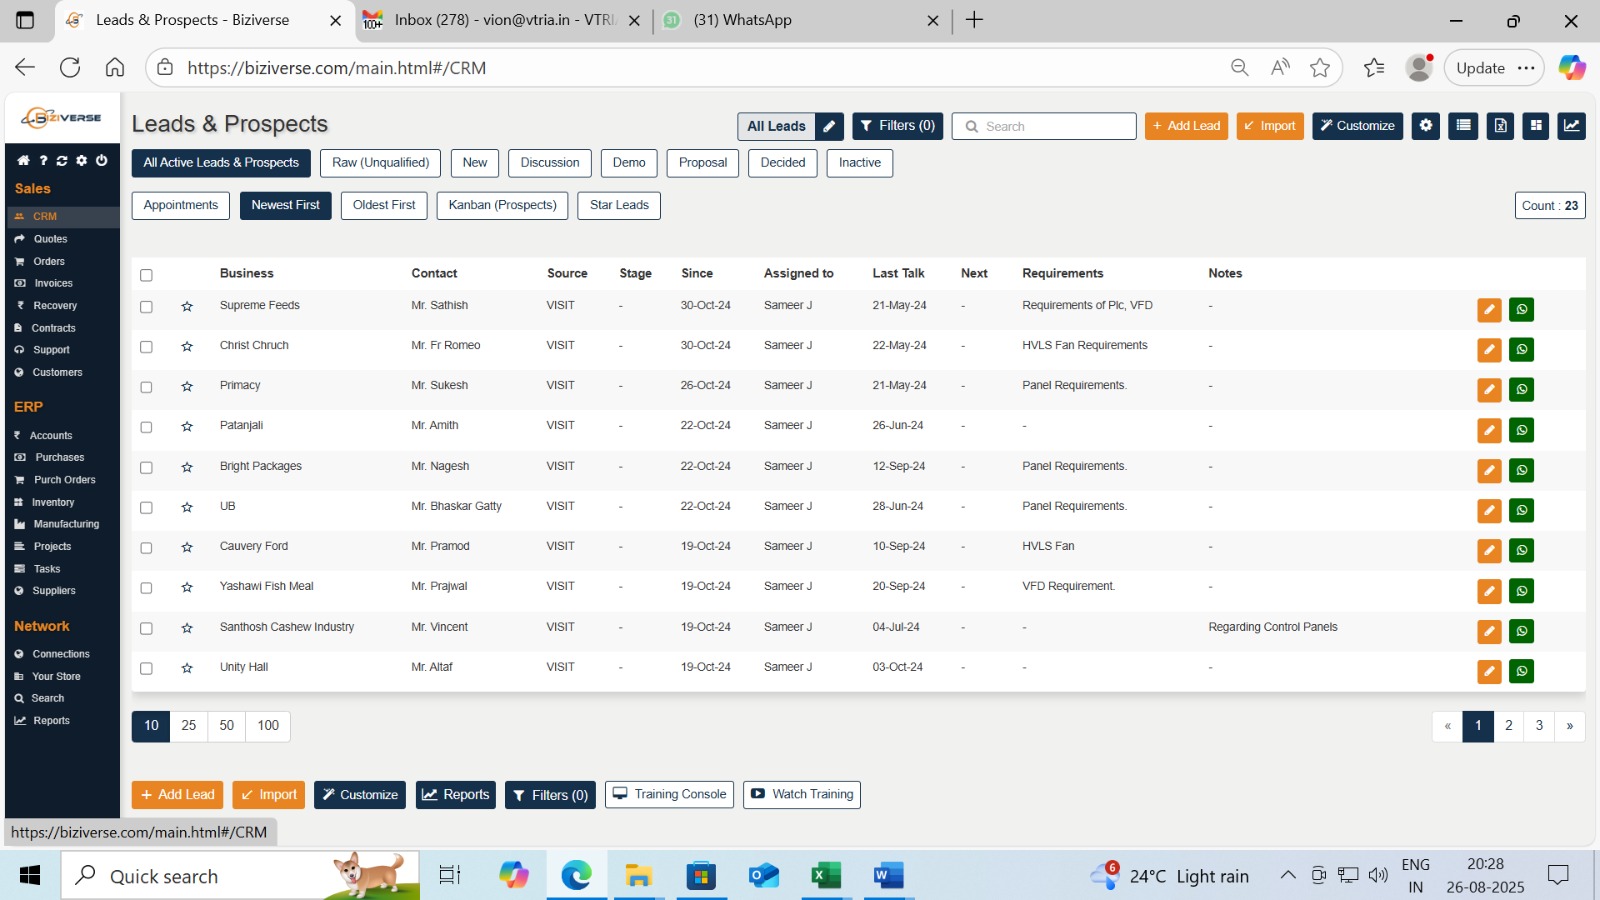 Leads & Prospects - Biziverse
Inbox (278) - vion@vtria.in - VTRI
(31) WhatsApp
https://biziverse.com/main.html#/CRM
Update
BIZIVERSE
Leads & Prospects
All Leads
Filters (0)
Search
+ Add Lead
Import
Customize
All Active Leads & Prospects
Raw (Unqualified)
New
Discussion
Demo
Proposal
Decided
Inactive
Appointments
Newest First
Oldest First
Kanban (Prospects)
Star Leads
Count : 23
Sales
CRM
Quotes
Orders
Invoices
Recovery
Contracts
Support
Customers
ERP
Accounts
Purchases
Purch Orders
Inventory
Manufacturing
Projects
Tasks
Suppliers
Network
Connections
Your Store
Search
Reports
Business Contact Source Stage Since Assigned to Last Talk Next Requirements Notes
Supreme Feeds Mr. Sathish VISIT - 30-Oct-24 Sameer J 21-May-24 - Requirements of Plc, VFD -
Christ Chruch Mr. Fr Romeo VISIT - 30-Oct-24 Sameer J 22-May-24 - HVLS Fan Requirements -
Primacy Mr. Sukesh VISIT - 26-Oct-24 Sameer J 21-May-24 - Panel Requirements. -
Patanjali Mr. Amith VISIT - 22-Oct-24 Sameer J 26-Jun-24 - - -
Bright Packages Mr. Nagesh VISIT - 22-Oct-24 Sameer J 12-Sep-24 - Panel Requirements. -
UB Mr. Bhaskar Gatty VISIT - 22-Oct-24 Sameer J 28-Jun-24 - Panel Requirements. -
Cauvery Ford Mr. Pramod VISIT - 19-Oct-24 Sameer J 10-Sep-24 - HVLS Fan -
Yashawi Fish Meal Mr. Prajwal VISIT - 19-Oct-24 Sameer J 20-Sep-24 - VFD Requirement. -
Santhosh Cashew Industry Mr. Vincent VISIT - 19-Oct-24 Sameer J 04-Jul-24 - - Regarding Control Panels
Unity Hall Mr. Altaf VISIT - 19-Oct-24 Sameer J 03-Oct-24 - - -
10 25 50 100
« 1 2 3 »
+ Add Lead
Import
Customize
Reports
Filters (0)
Training Console
Watch Training
https://biziverse.com/main.html#/CRM
Quick search
6
24°C Light rain
ENG
IN
20:28
26-08-2025